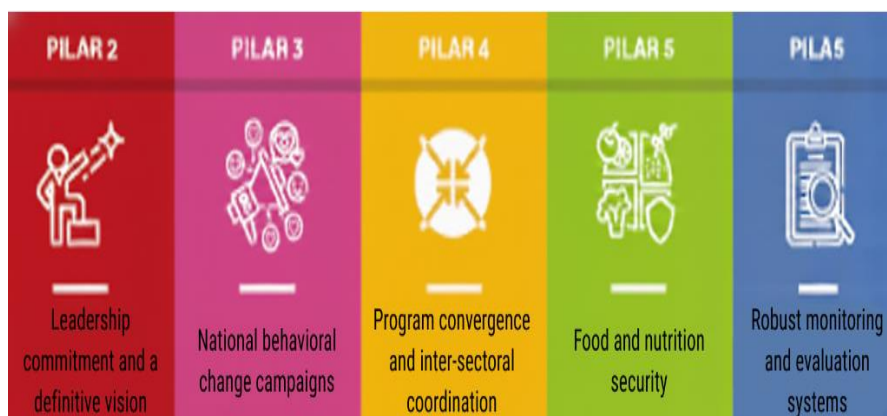 PILAR 2
Leadership
commitment and a
definitive vision
PILAR 3
National behavioral
change campaigns
PILAR 4
Program convergence
and inter-sectoral
coordination
PILAR 5
Food and nutrition
security
PILA5
Robust monitoring
and evaluation
systems